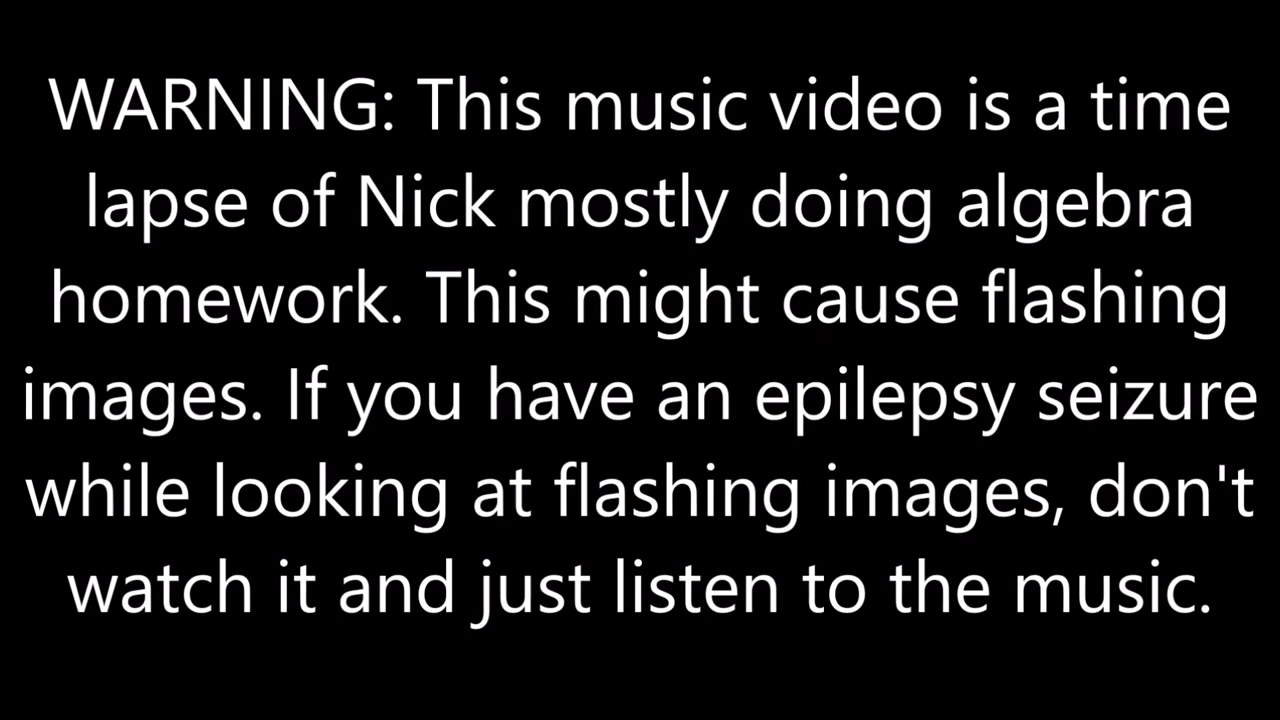 WARNING: This music video is a time
lapse of Nick mostly doing algebra
homework. This might cause flashing
images. If you have an epilepsy seizure
while looking at flashing images, don't
watch it and just listen to the music.